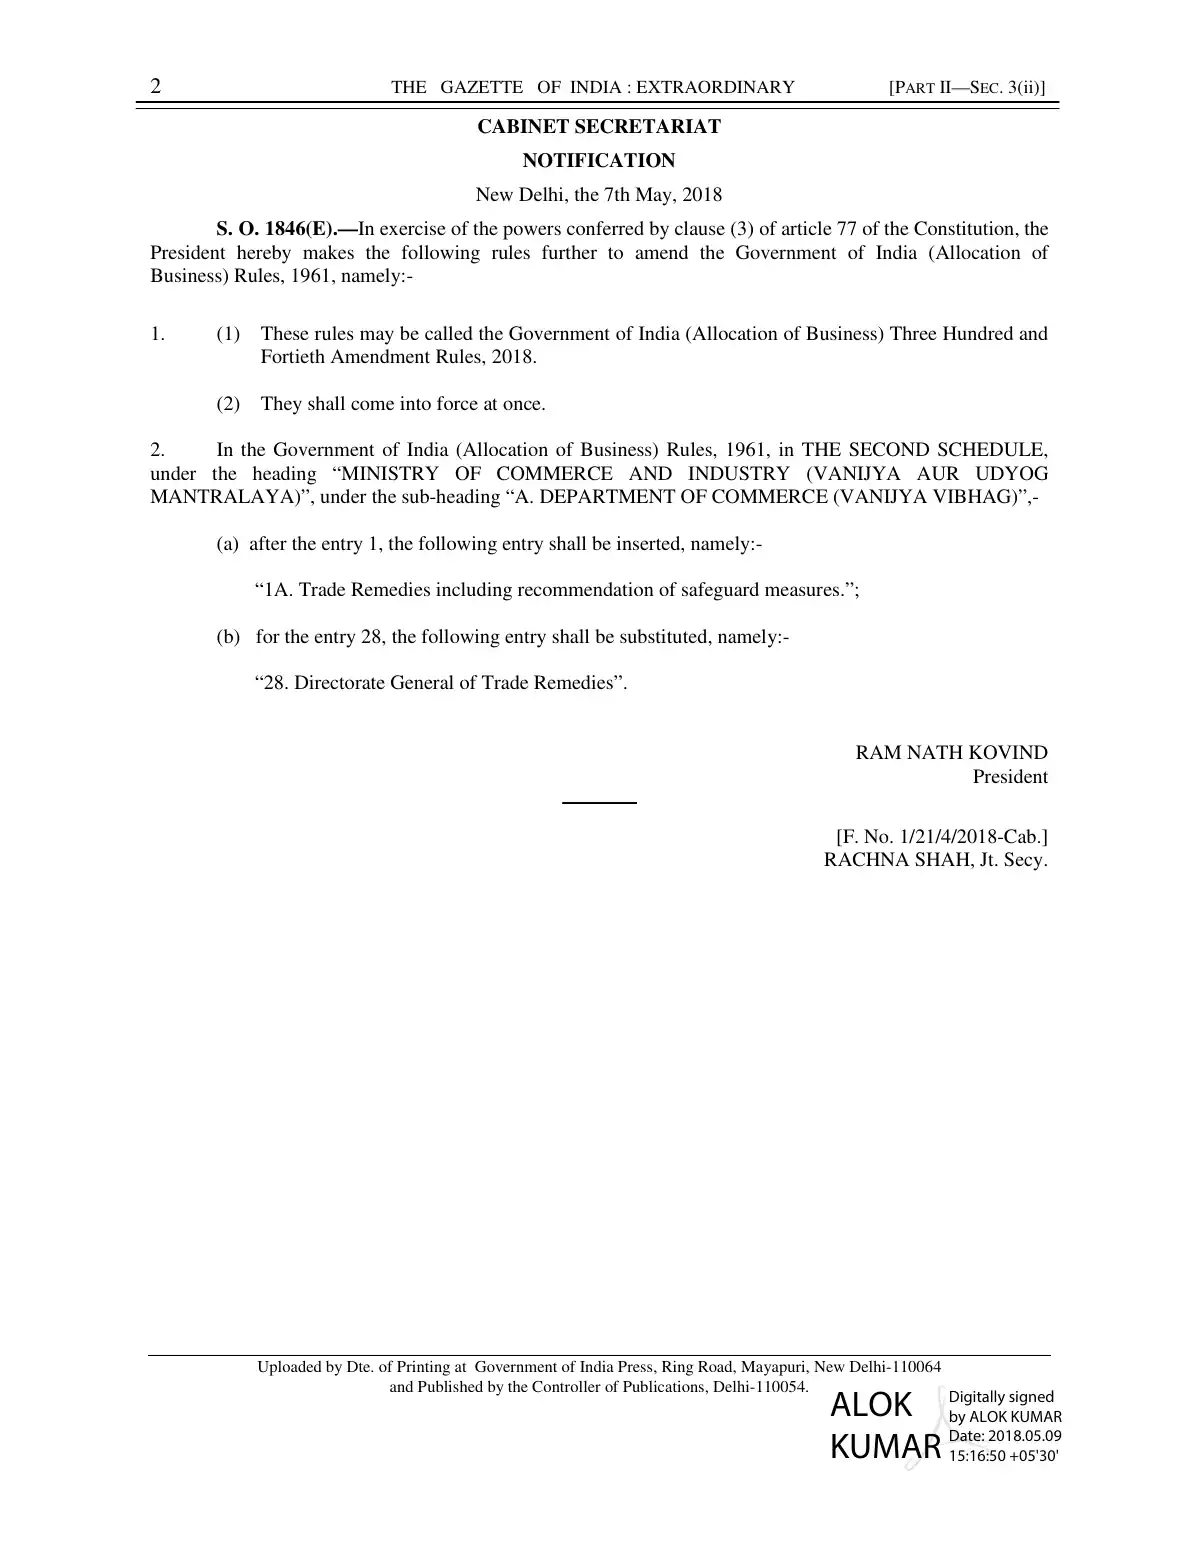 2 THE GAZETTE OF INDIA : EXTRAORDINARY [PART II—SEC. 3(ii)]
CABINET SECRETARIAT
NOTIFICATION
New Delhi, the 7th May, 2018
S. O. 1846(E).—In exercise of the powers conferred by clause (3) of article 77 of the Constitution, the
President hereby makes the following rules further to amend the Government of India (Allocation of
Business) Rules, 1961, namely:-
1. (1) These rules may be called the Government of India (Allocation of Business) Three Hundred and
Fortieth Amendment Rules, 2018.
(2) They shall come into force at once.
2. In the Government of India (Allocation of Business) Rules, 1961, in THE SECOND SCHEDULE,
under the heading “MINISTRY OF COMMERCE AND INDUSTRY (VANIJYA AUR UDYOG
MANTRALAYA)”, under the sub-heading “A. DEPARTMENT OF COMMERCE (VANIJYA VIBHAG)”,-
(a) after the entry 1, the following entry shall be inserted, namely:-
“1A. Trade Remedies including recommendation of safeguard measures.”;
(b) for the entry 28, the following entry shall be substituted, namely:-
“28. Directorate General of Trade Remedies”.
RAM NATH KOVIND
President
[F. No. 1/21/4/2018-Cab.]
RACHNA SHAH, Jt. Secy.
Uploaded by Dte. of Printing at Government of India Press, Ring Road, Mayapuri, New Delhi-110064
and Published by the Controller of Publications, Delhi-110054.
ALOK
KUMAR
Digitally signed
by ALOK KUMAR
Date: 2018.05.09
15:16:50 +05'30'